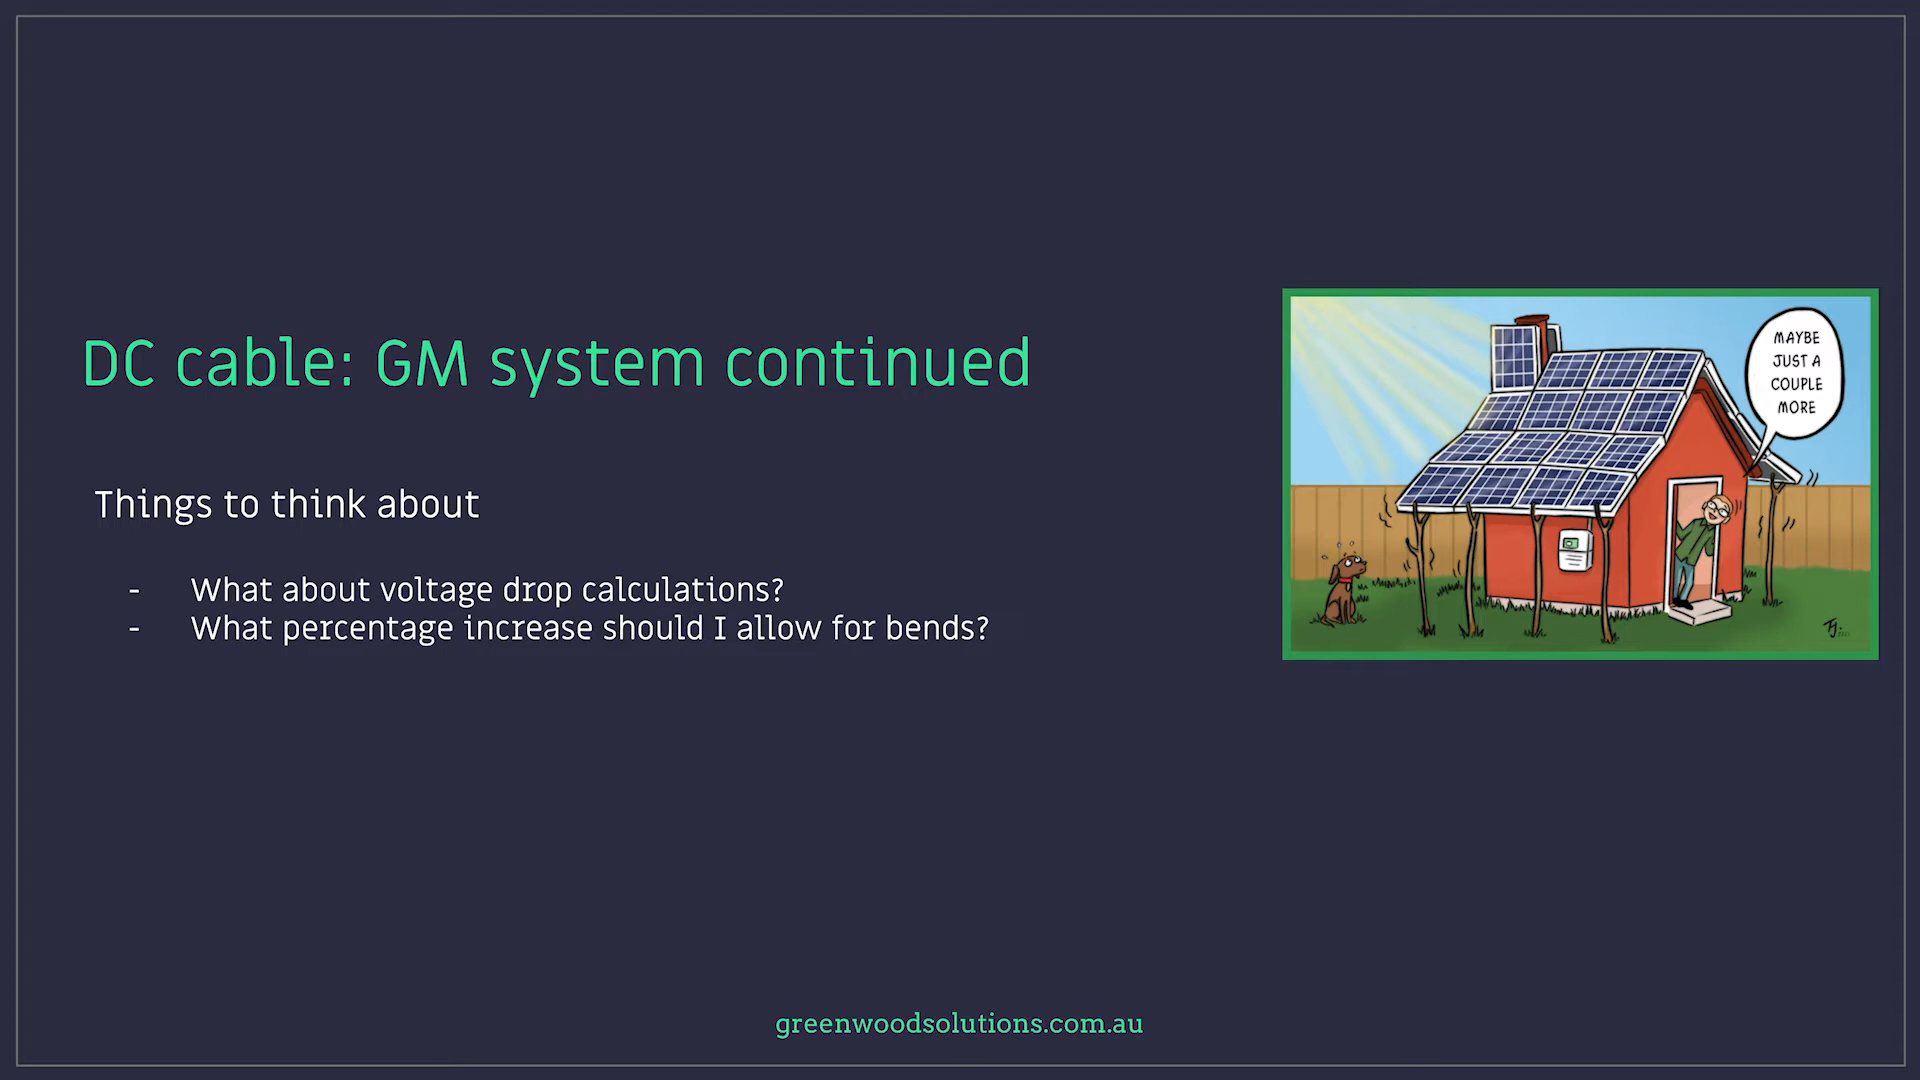 DC cable: GM system continued
Things to think about
- What about voltage drop calculations?
- What percentage increase should I allow for bends?
MAYBE
JUST A
COUPLE
MORE
greenwoodsolutions.com.au